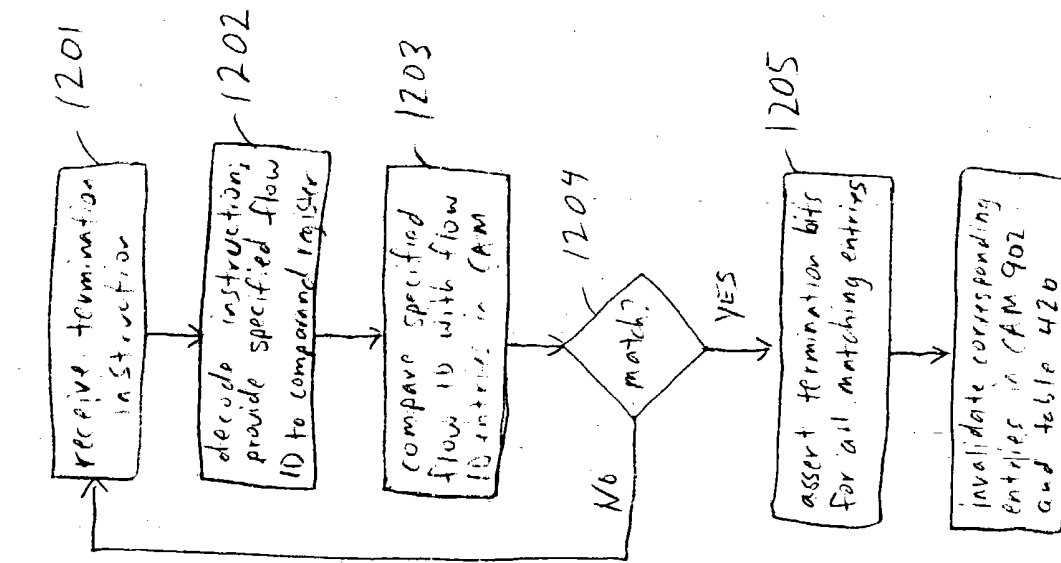 1201
receive termination
instruction
1202
decode instruction;
provide specified flow
ID to comparand register
1203
compare specified
flow ID with flow
ID entries in CAM
1204
match?
NO
YES
1205
assert termination bits
for all matching entries
invalidate corresponding
entries in CAM 902
and table 420